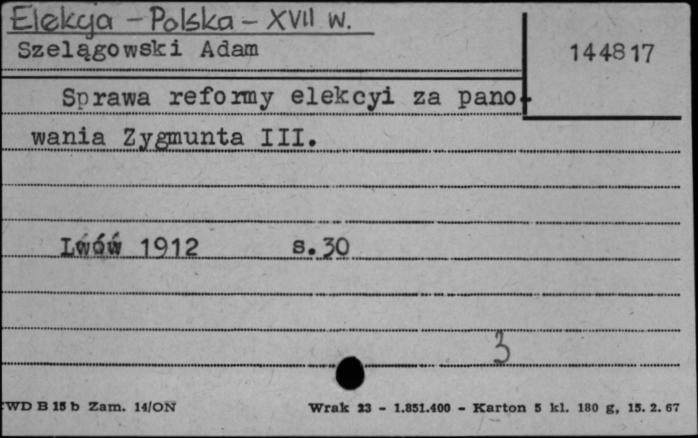 Elekcja - Polska - XVII w.
Szelągowski Adam
144817
Sprawa reformy elekcyi za pano-
wania Zygmunta III.
Lwów 1912 s.30
3
WD B 15 b Zam. 14/ON Wrak 23 - 1.851.400 - Karton 5 kl. 180 g, 15. 2. 67